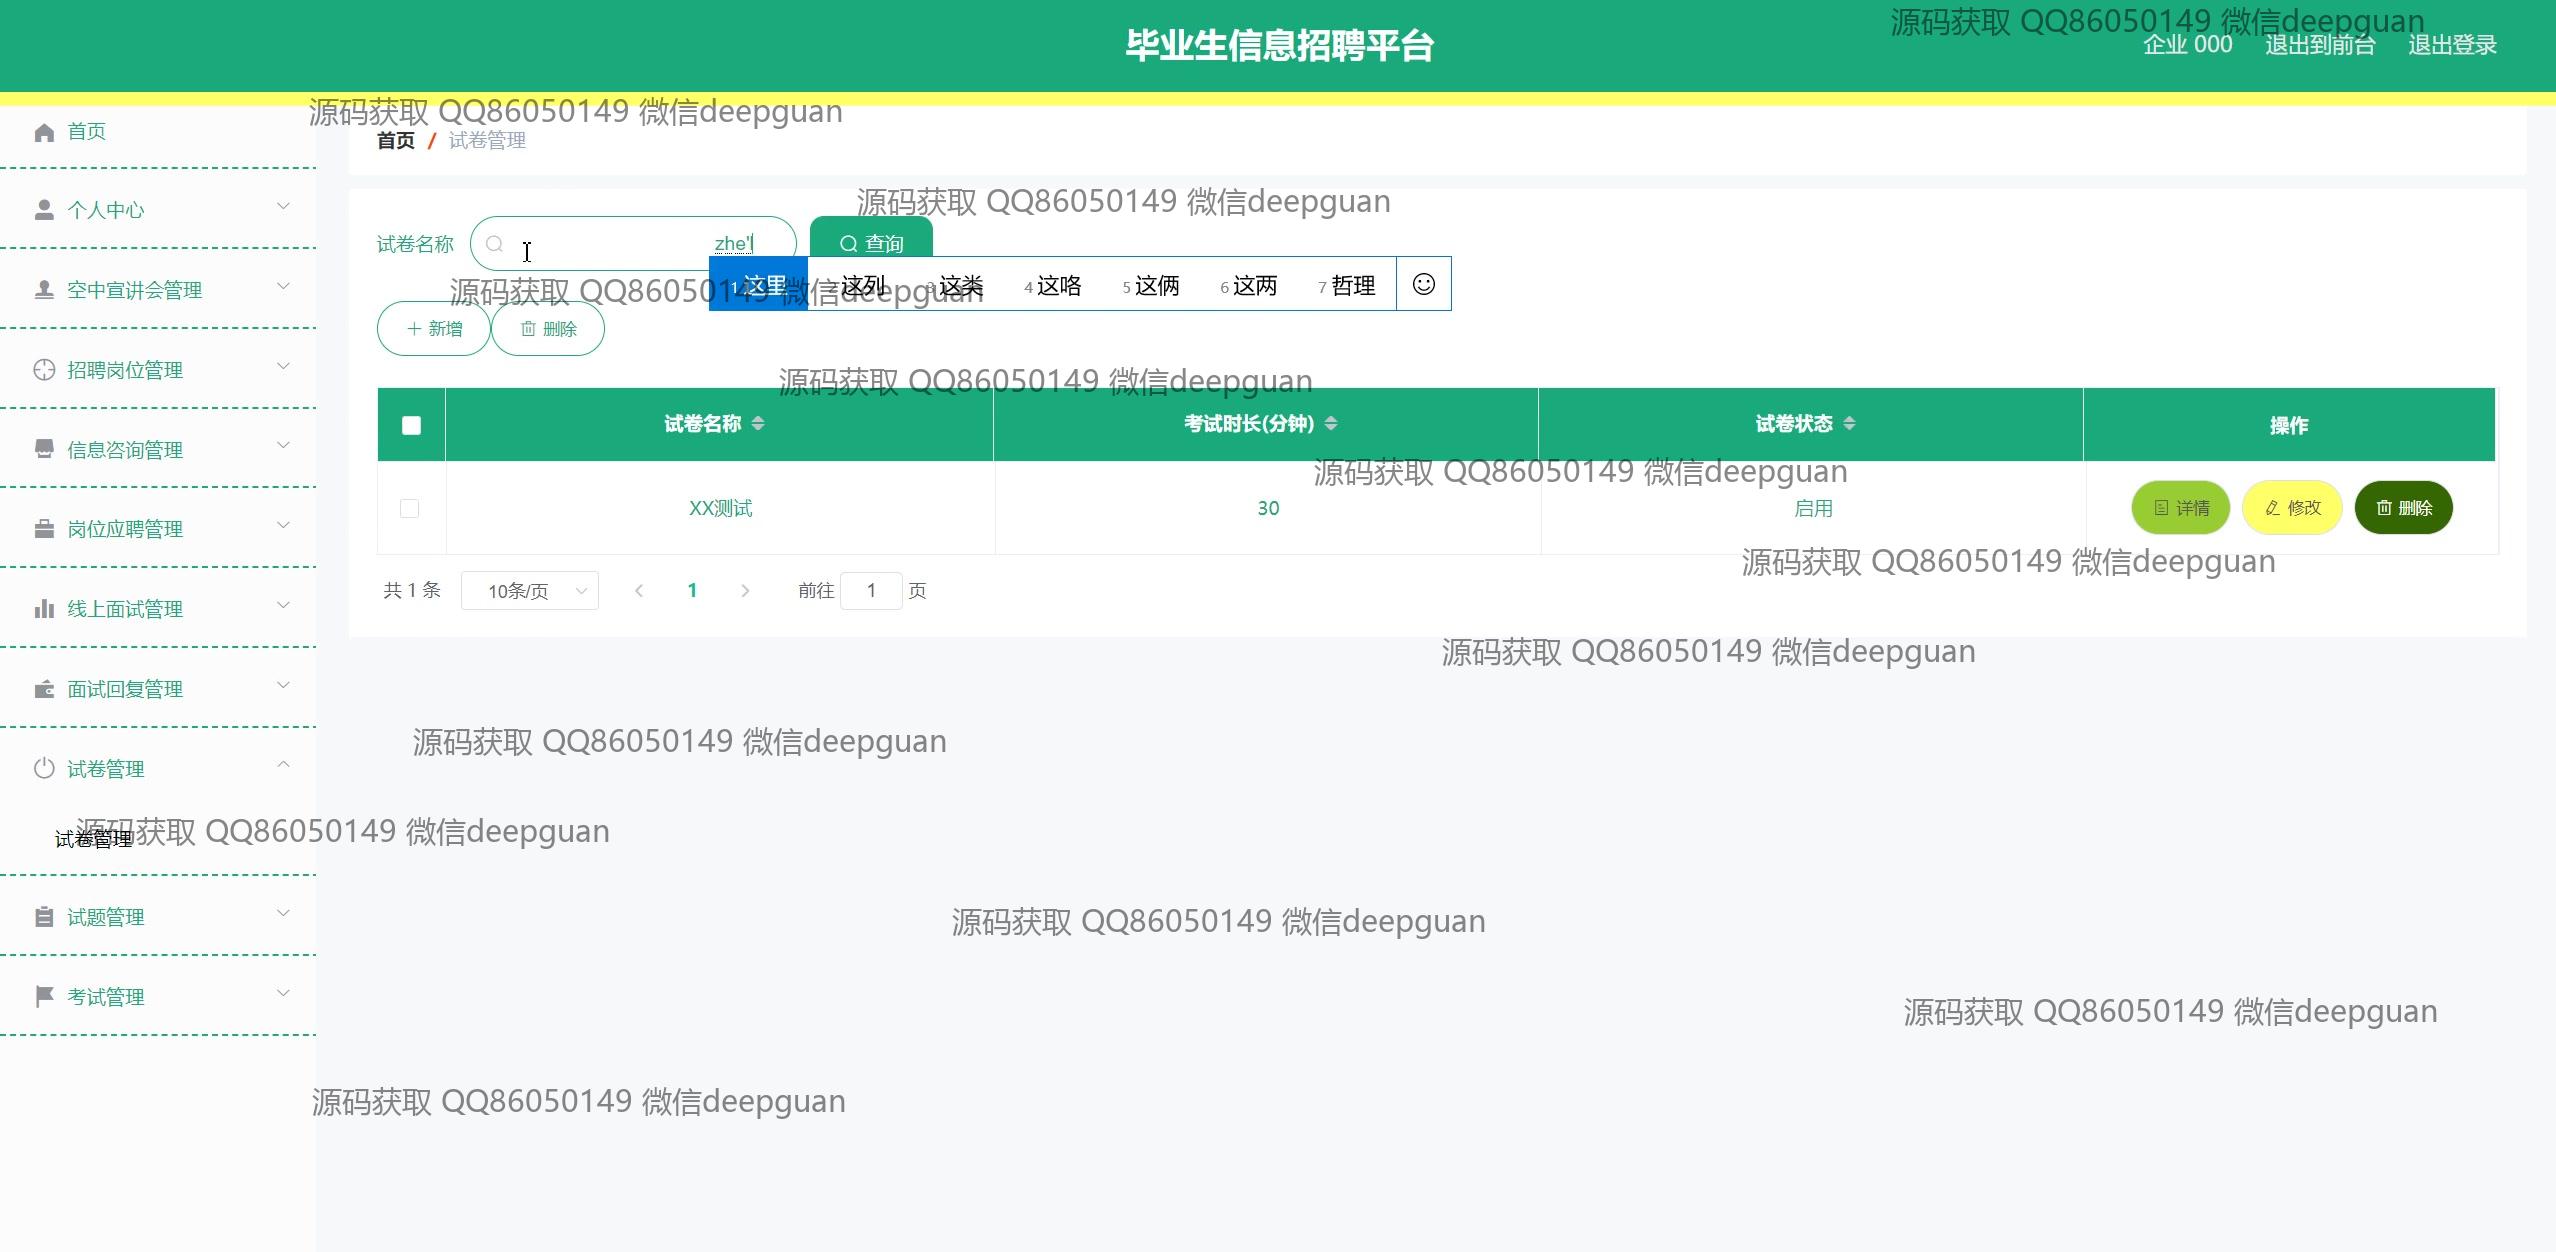 毕业生信息招聘平台
源码获取 QQ86050149 微信deepguan
企业 000 退出到前台 退出登录
源码获取 QQ86050149 微信deepguan
首页
首页 / 试卷管理
个人中心
源码获取 QQ86050149 微信deepguan
试卷名称 zhe'l 查询
空中宣讲会管理
源码获取 QQ86050149 微信deepguan
1 这里 2 这列 3 这类 4 这咯 5 这俩 6 这两 7 哲理
新增 删除
招聘岗位管理
源码获取 QQ86050149 微信deepguan
试卷名称 考试时长(分钟) 试卷状态 操作
信息咨询管理
源码获取 QQ86050149 微信deepguan
XX测试 30 启用 详情 修改 删除
岗位应聘管理
源码获取 QQ86050149 微信deepguan
共 1 条 10条/页 1 前往 1 页
线上面试管理
源码获取 QQ86050149 微信deepguan
面试回复管理
源码获取 QQ86050149 微信deepguan
试卷管理
源码获取 QQ86050149 微信deepguan
试卷管理
试题管理
源码获取 QQ86050149 微信deepguan
考试管理
源码获取 QQ86050149 微信deepguan
源码获取 QQ86050149 微信deepguan